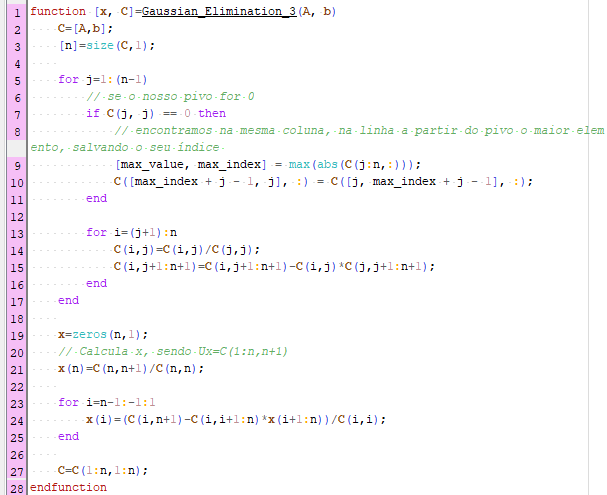 1 function [x, C]=Gaussian_Elimination_3(A, b)
2 C=[A,b];
3 [n]=size(C,1);
4
5 for j=1:(n-1)
6 // se o nosso pivo for 0
7 if C(j, j) == 0 then
8 // encontramos na mesma coluna, na linha a partir do pivo o maior elem
ento, salvando o seu índice
9 [max_value, max_index] = max(abs(C(j:n,:)));
10 C([max_index + j - 1, j], :) = C([j, max_index + j - 1], :);
11 end
12
13 for i=(j+1):n
14 C(i,j)=C(i,j)/C(j,j);
15 C(i,j+1:n+1)=C(i,j+1:n+1)-C(i,j)*C(j,j+1:n+1);
16 end
17 end
18
19 x=zeros(n,1);
20 // Calcula x, sendo Ux=C(1:n,n+1)
21 x(n)=C(n,n+1)/C(n,n);
22
23 for i=n-1:-1:1
24 x(i)=(C(i,n+1)-C(i,i+1:n)*x(i+1:n))/C(i,i);
25 end
26
27 C=C(1:n,1:n);
28 endfunction